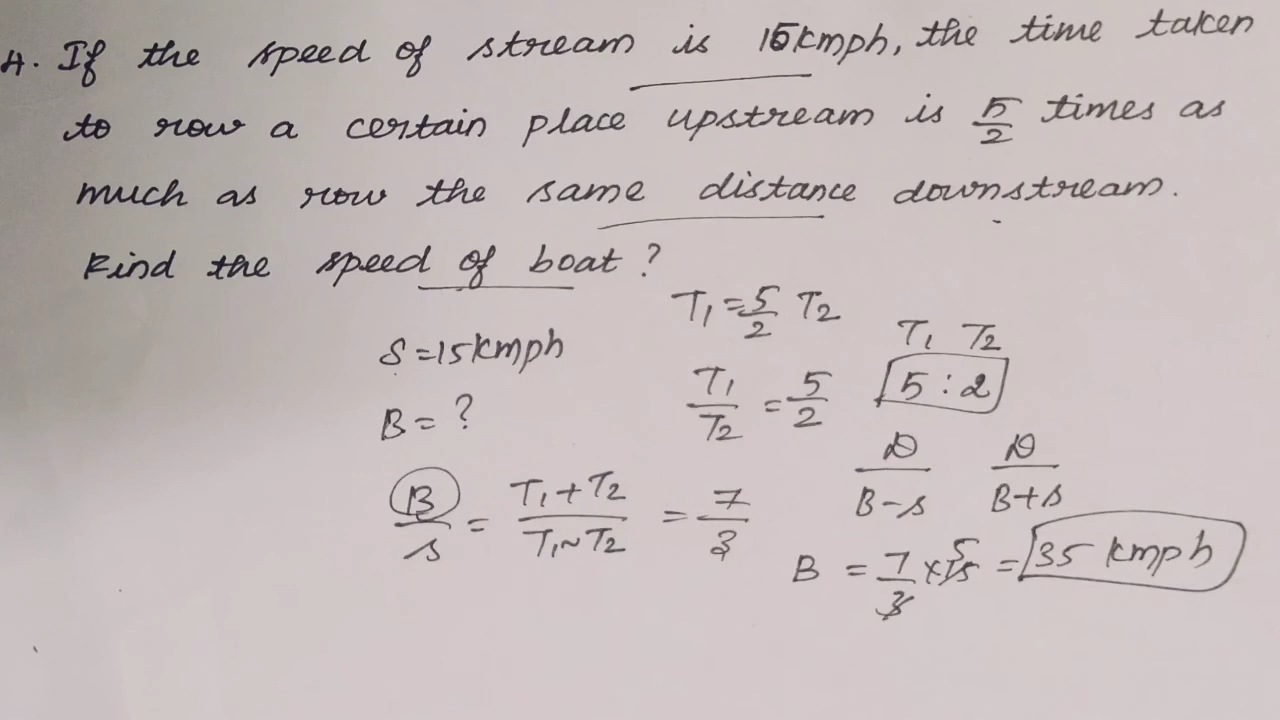 4. If the speed of stream is 15kmph, the time taken
to row a certain place upstream is 5/2 times as
much as row the same distance downstream.
Find the speed of boat ?
T1 = 5/2 T2
S = 15kmph
T1 T2
T1/T2 = 5/2 5 : 2
B = ?
D/B-s D/B+s
B/s = T1+T2/T1~T2 = 7/3
B = 7/3 x 15 5 = 35 kmph